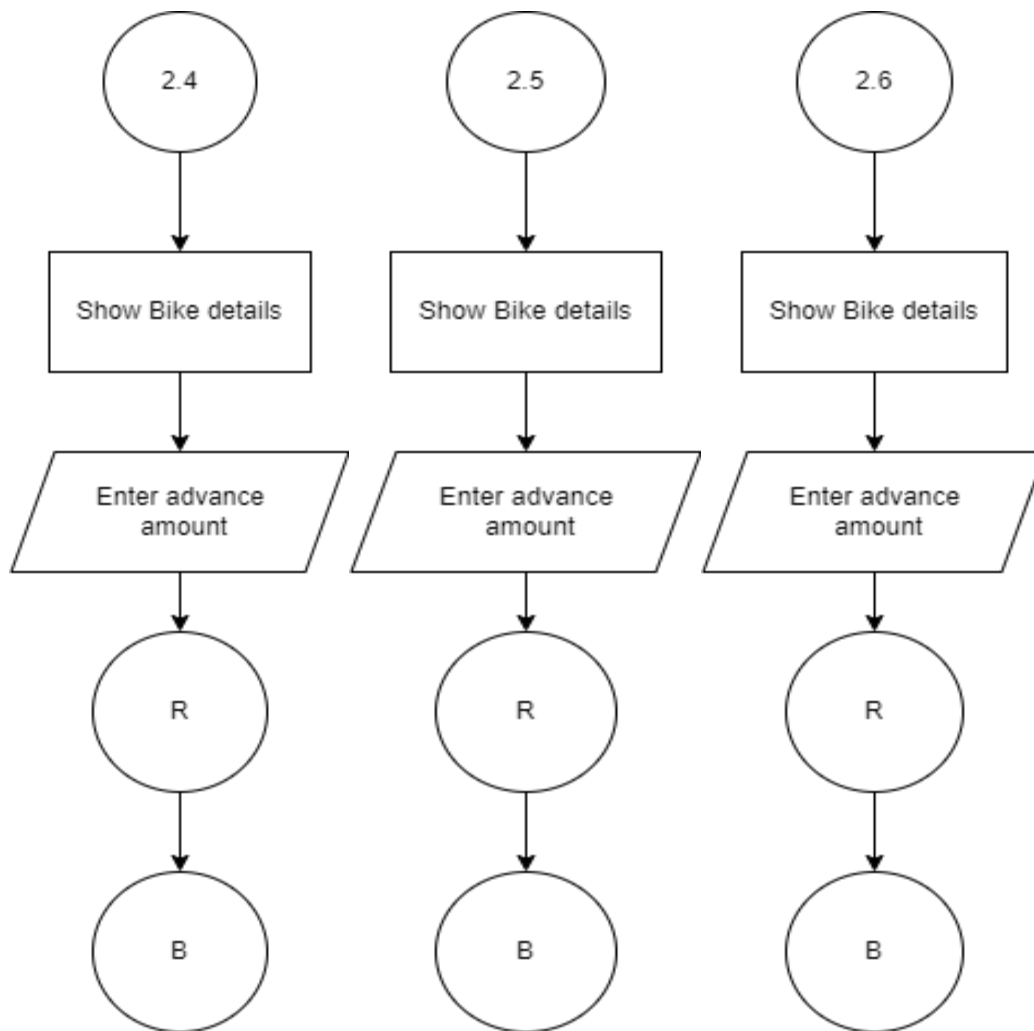 2.4
2.5
2.6
Show Bike details
Show Bike details
Show Bike details
Enter advance
amount
Enter advance
amount
Enter advance
amount
R
R
R
B
B
B